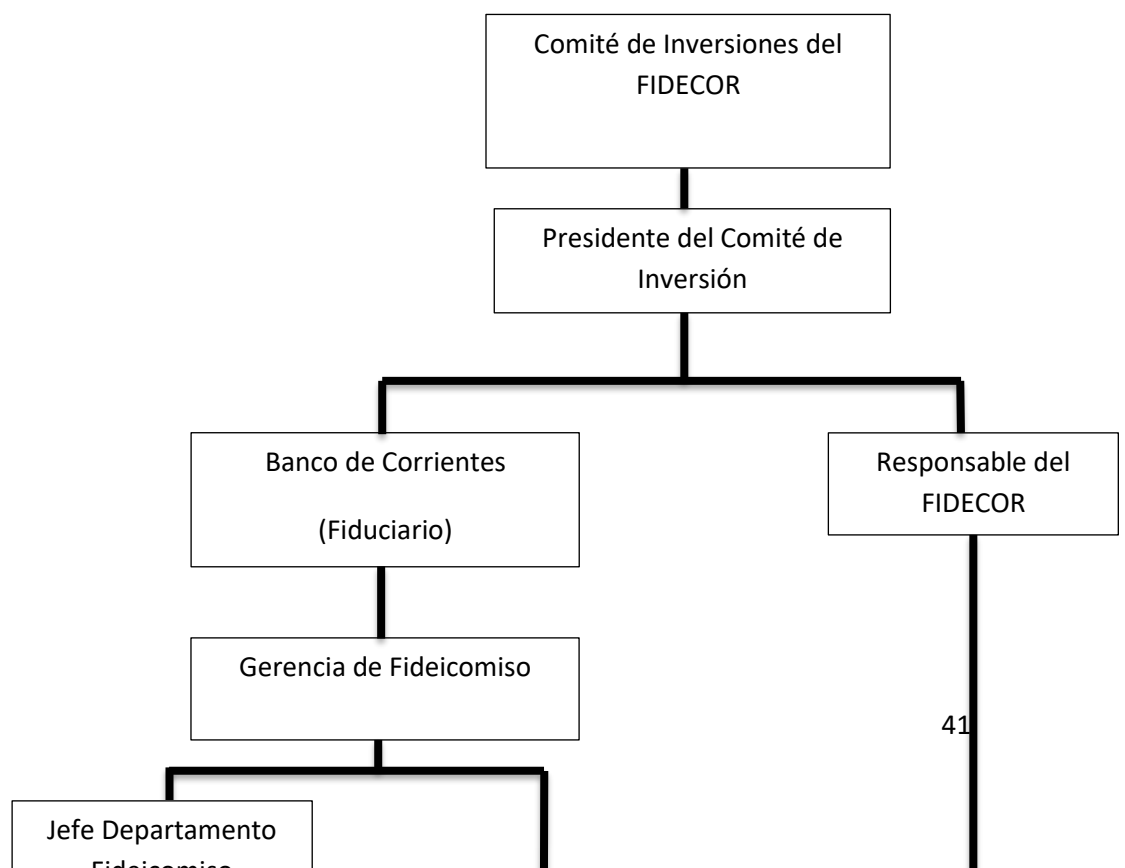 Comité de Inversiones del
FIDECOR
Presidente del Comité de
Inversión
Banco de Corrientes
(Fiduciario)
Responsable del
FIDECOR
Gerencia de Fideicomiso
41
Jefe Departamento
Fideicomiso